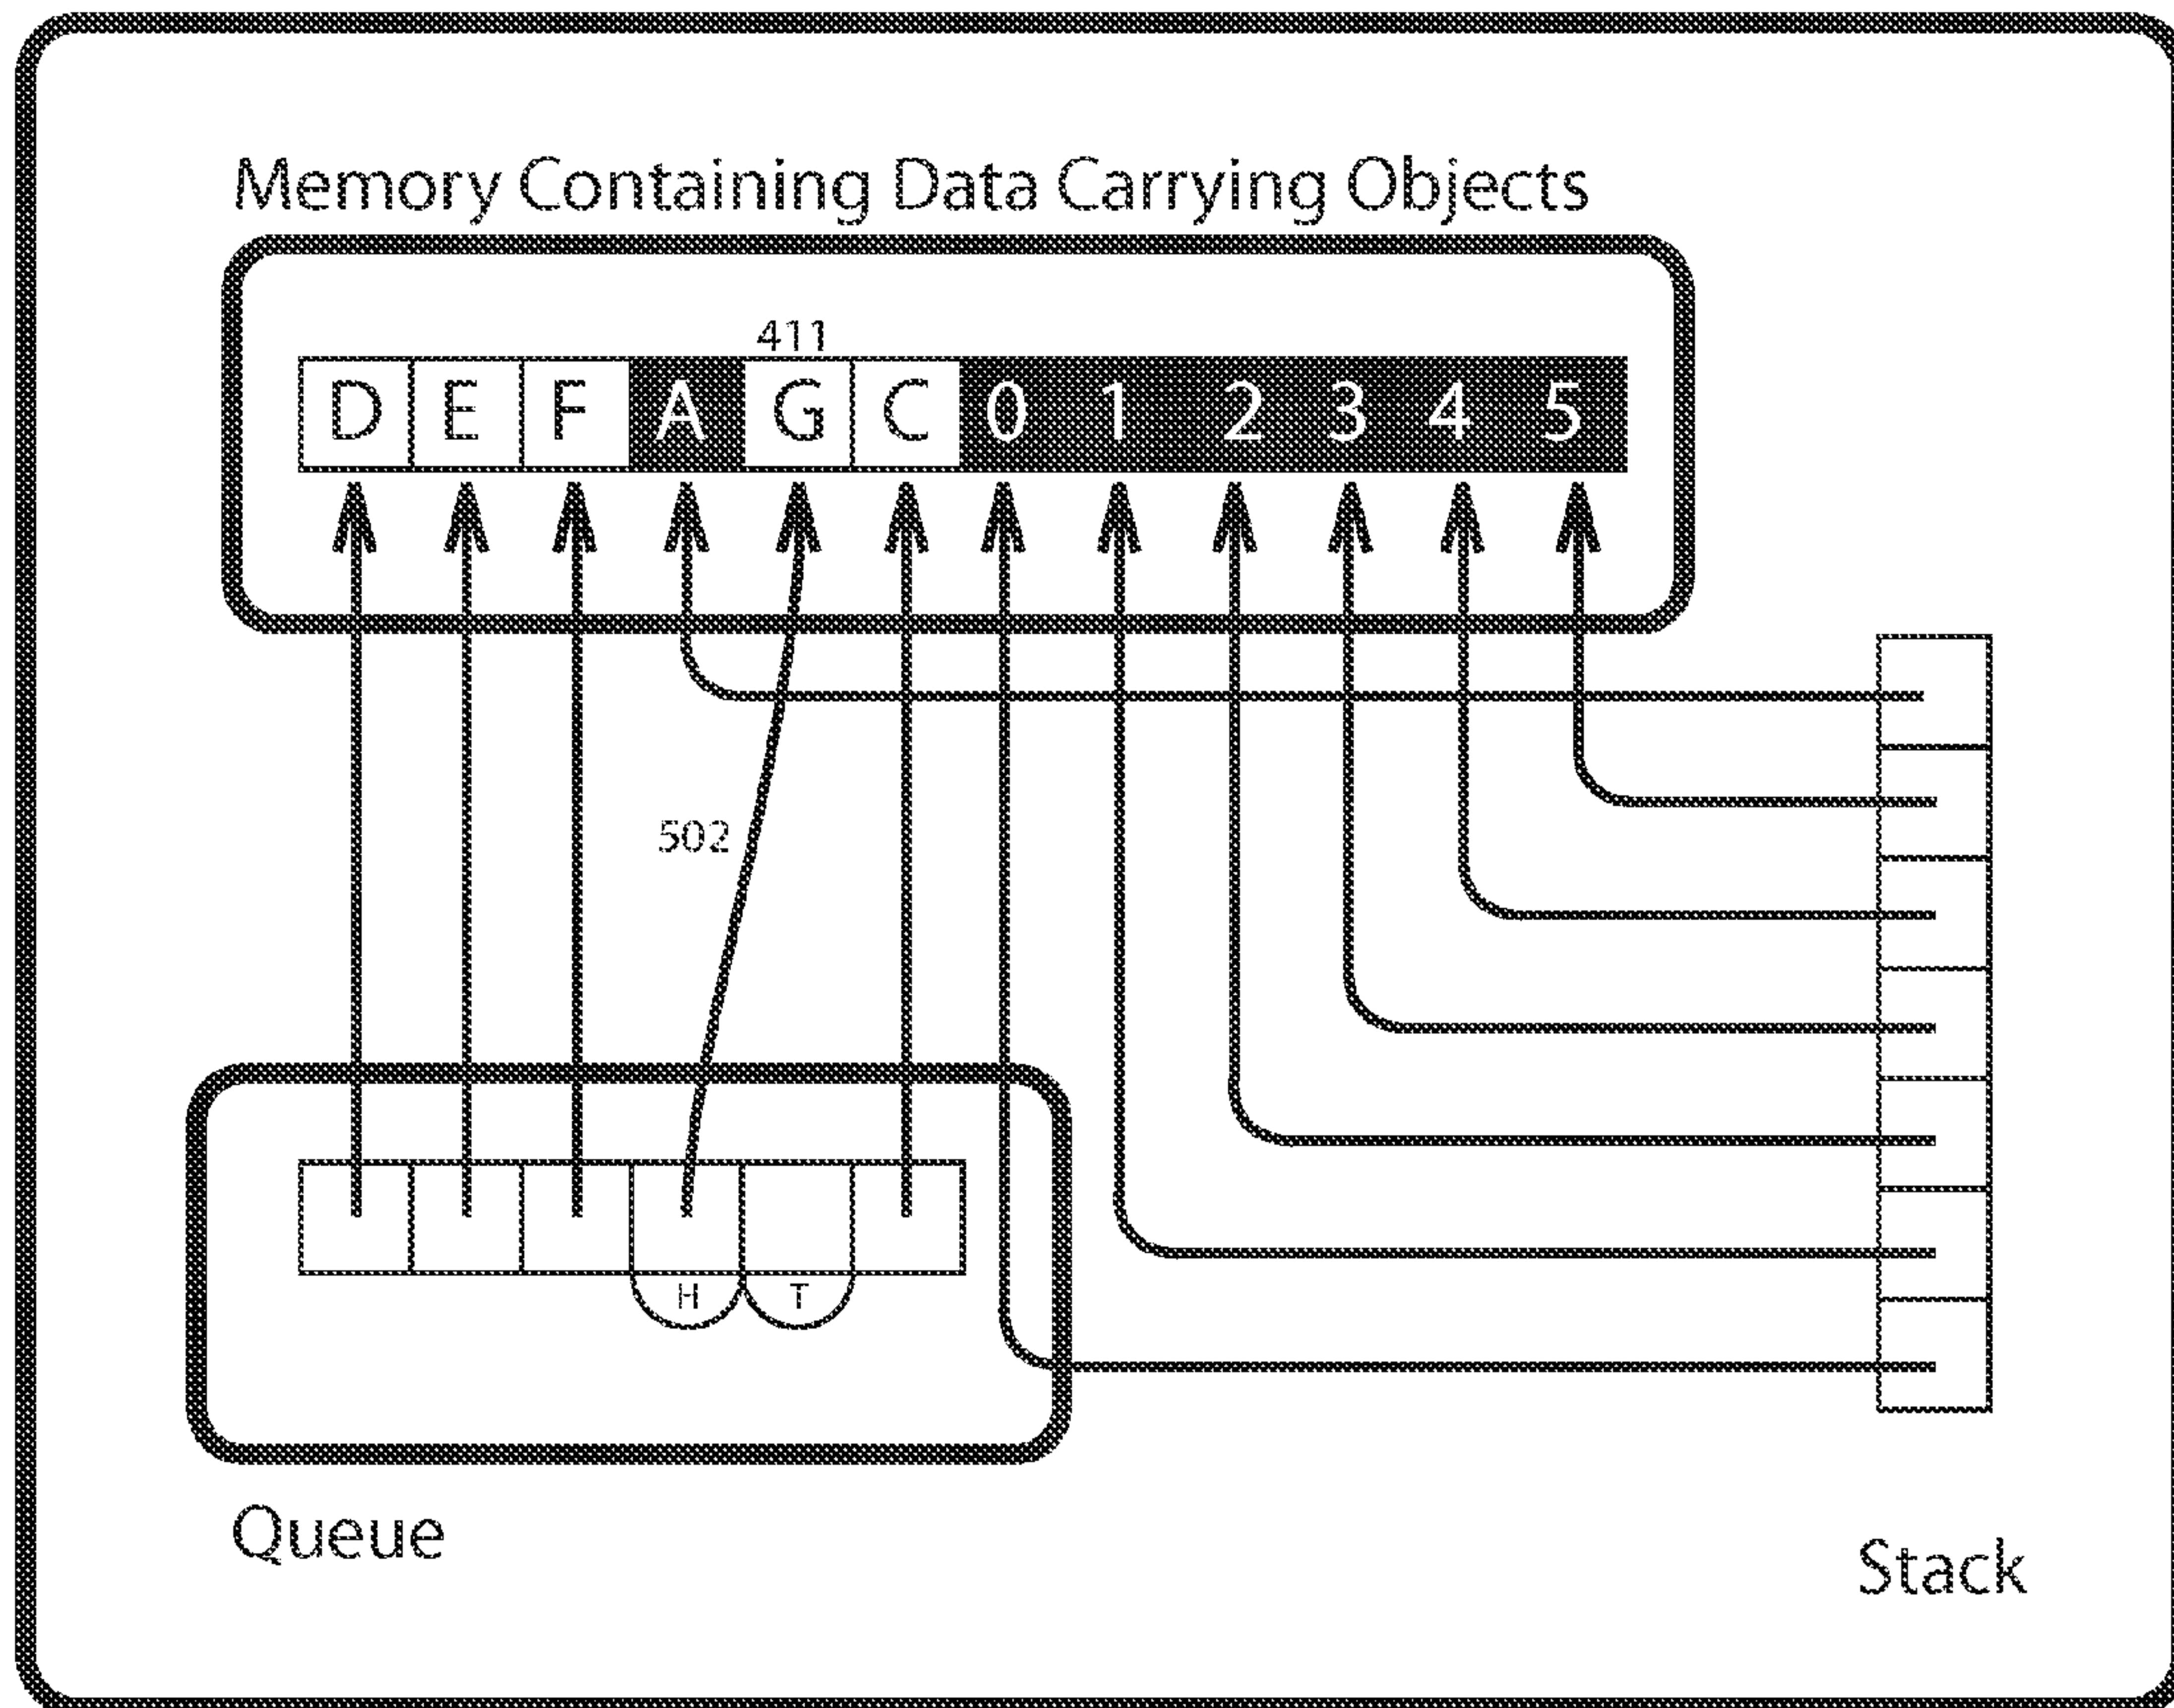 Memory Containing Data Carrying Objects
411
D E F A G C 0 1 2 3 4 5
502
H T
Queue
Stack